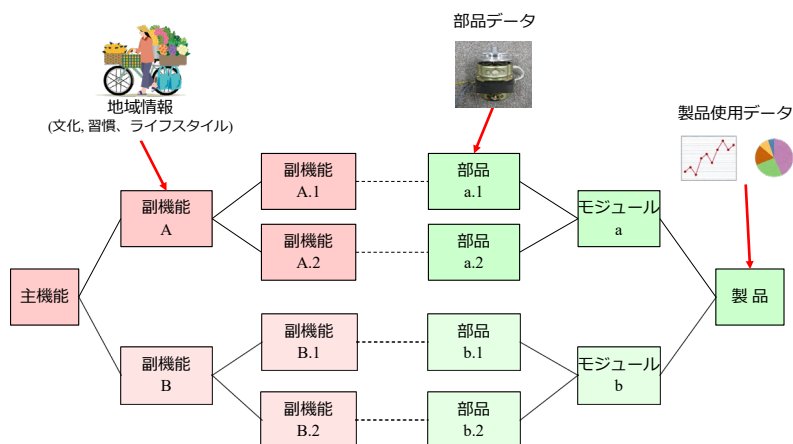 部品データ
地域情報
(文化, 習慣、ライフスタイル)
製品使用データ
副機能
A.1
部品
a.1
副機能
A
モジュール
a
副機能
A.2
部品
a.2
主機能
製 品
副機能
B.1
部品
b.1
副機能
B
モジュール
b
副機能
B.2
部品
b.2